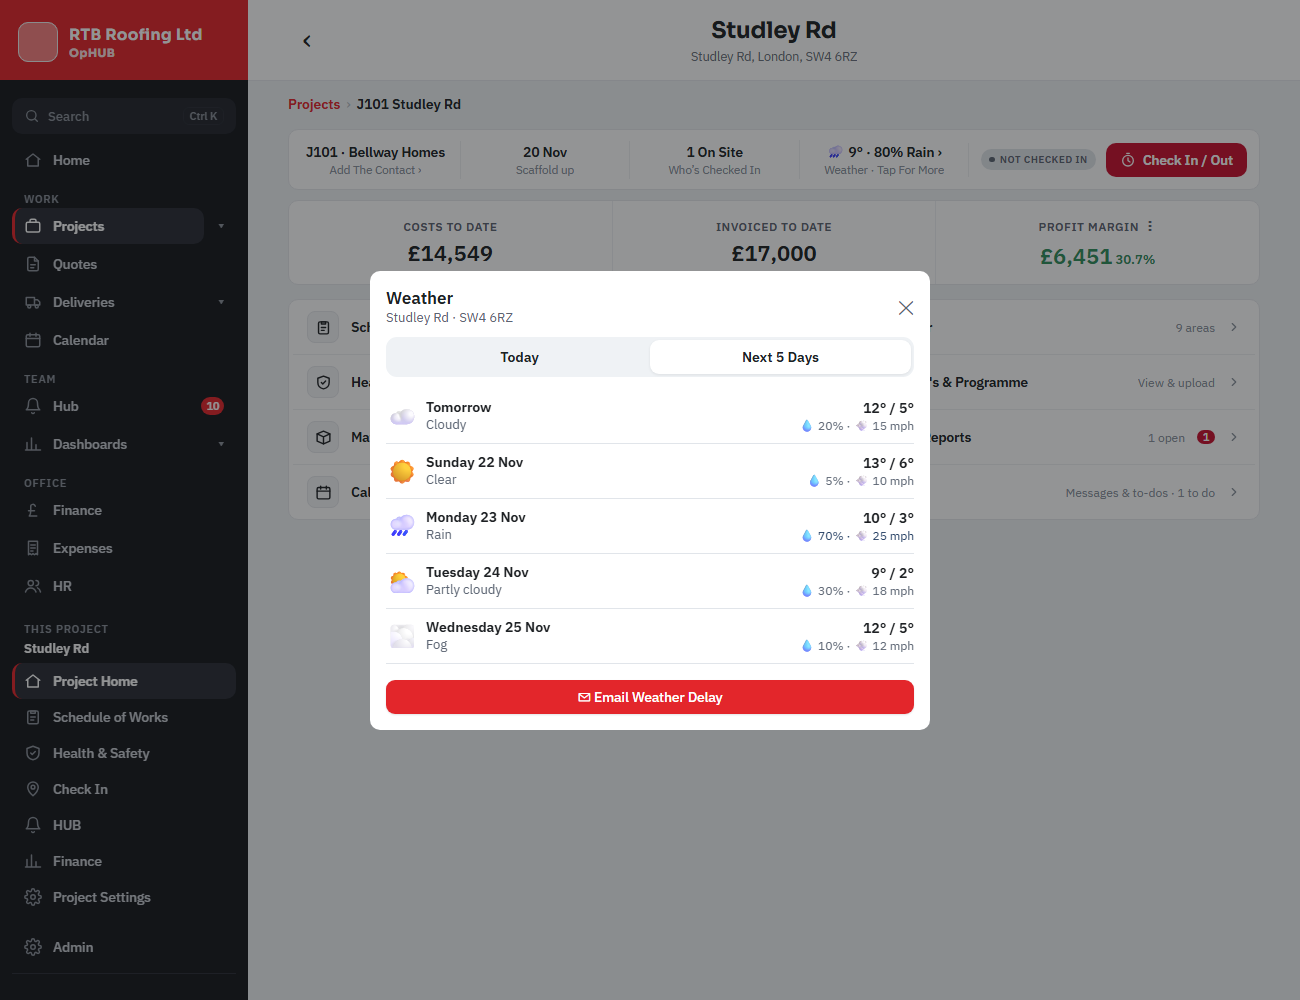 RTB Roofing Ltd
OpHUB
Search
Ctrl K
Home
WORK
Projects
Quotes
Deliveries
Calendar
TEAM
Hub
10
Dashboards
OFFICE
Finance
Expenses
HR
THIS PROJECT
Studley Rd
Project Home
Schedule of Works
Health & Safety
Check In
HUB
Finance
Project Settings
Admin
Studley Rd
Studley Rd, London, SW4 6RZ
Projects › J101 Studley Rd
J101 · Bellway Homes
Add The Contact ›
20 Nov
Scaffold up
1 On Site
Who's Checked In
9° · 80% Rain ›
Weather · Tap For More
NOT CHECKED IN
Check In / Out
COSTS TO DATE
£14,549
INVOICED TO DATE
£17,000
PROFIT MARGIN
£6,451 30.7%
9 areas
's & Programme
View & upload
1 open
1
Messages & to-dos · 1 to do
Weather
Studley Rd · SW4 6RZ
Today
Next 5 Days
Tomorrow
Cloudy
12° / 5°
20% · 15 mph
Sunday 22 Nov
Clear
13° / 6°
5% · 10 mph
Monday 23 Nov
Rain
10° / 3°
70% · 25 mph
Tuesday 24 Nov
Partly cloudy
9° / 2°
30% · 18 mph
Wednesday 25 Nov
Fog
12° / 5°
10% · 12 mph
Email Weather Delay